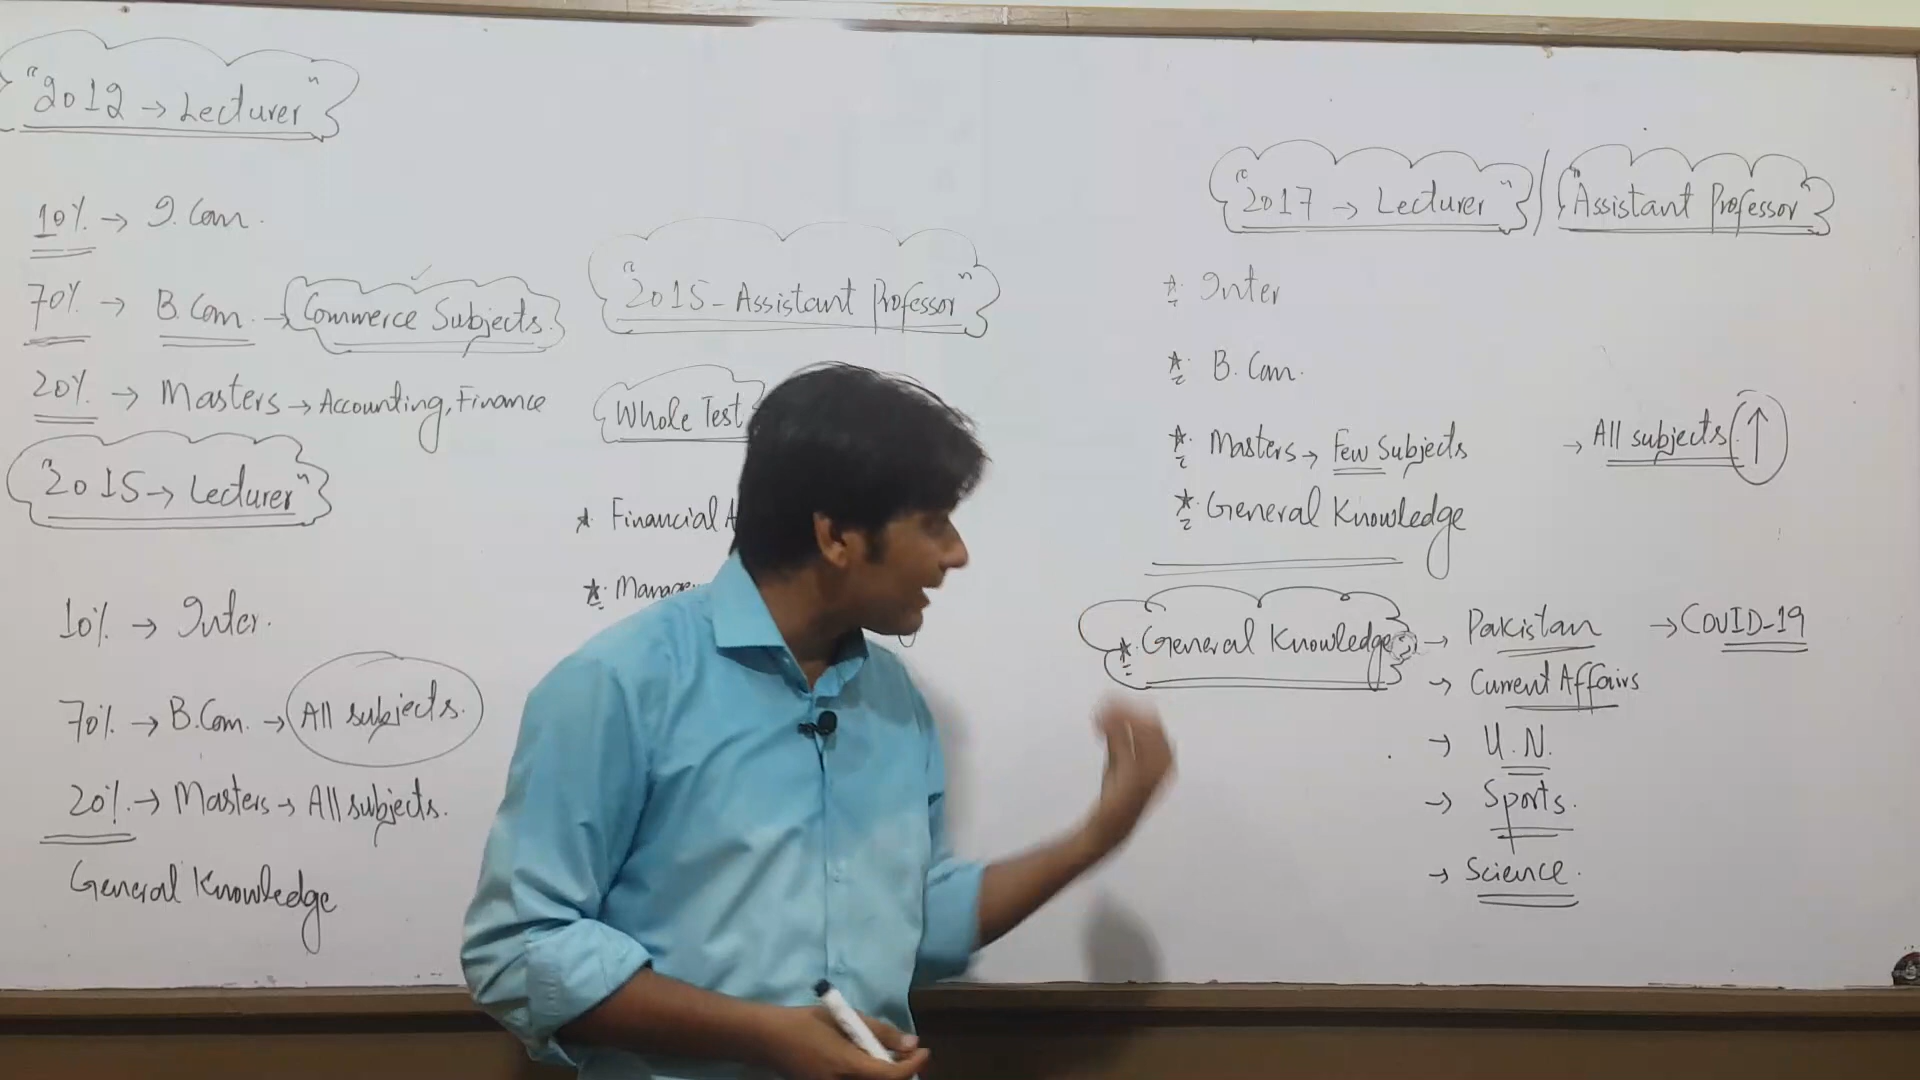 "2012 → Lecturer"
10% → I.Com.
70% → B.Com. → Commerce Subjects.
20% → Masters → Accounting, Finance
"2015 → Lecturer"
10% → Inter.
70% → B.Com. → All subjects.
20% → Masters → All subjects.
General Knowledge
"2015 - Assistant Professor"
Whole Test
* Financial
*
"2017 → Lecturer" / "Assistant Professor
* Inter
* B.Com.
* Masters → Few Subjects → All subjects. ↑
* General Knowledge
* General Knowledge → Pakistan → COVID-19
→ Current Affairs
→ U.N.
→ Sports.
→ Science.